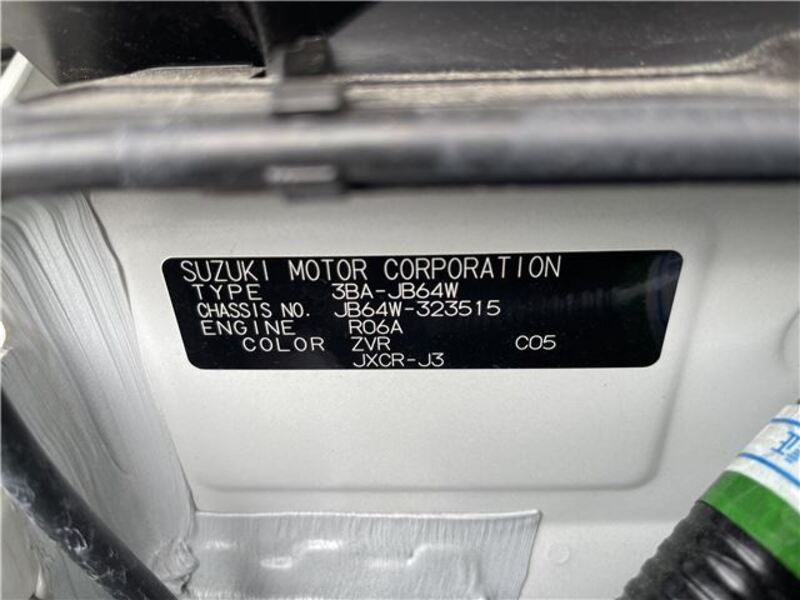 SUZUKI MOTOR CORPORATION
TYPE 3BA-JB64W
CHASSIS NO. JB64W-323515
ENGINE R06A
COLOR ZVR C05
JXCR-J3